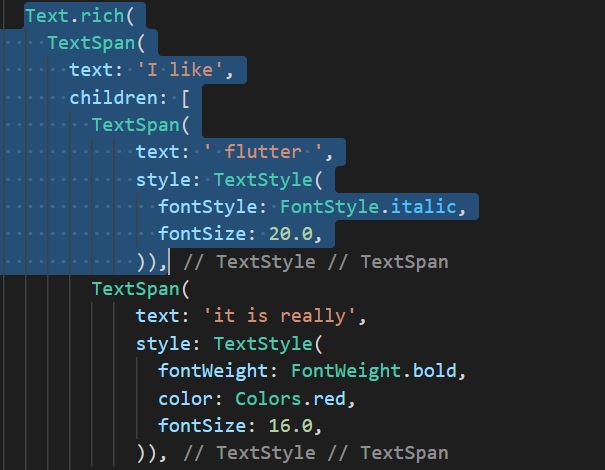 Text.rich(
  TextSpan(
    text: 'I like',
    children: [
      TextSpan(
          text: ' flutter ',
          style: TextStyle(
            fontStyle: FontStyle.italic,
            fontSize: 20.0,
          )), // TextStyle // TextSpan
      TextSpan(
          text: 'it is really',
          style: TextStyle(
            fontWeight: FontWeight.bold,
            color: Colors.red,
            fontSize: 16.0,
          )), // TextStyle // TextSpan